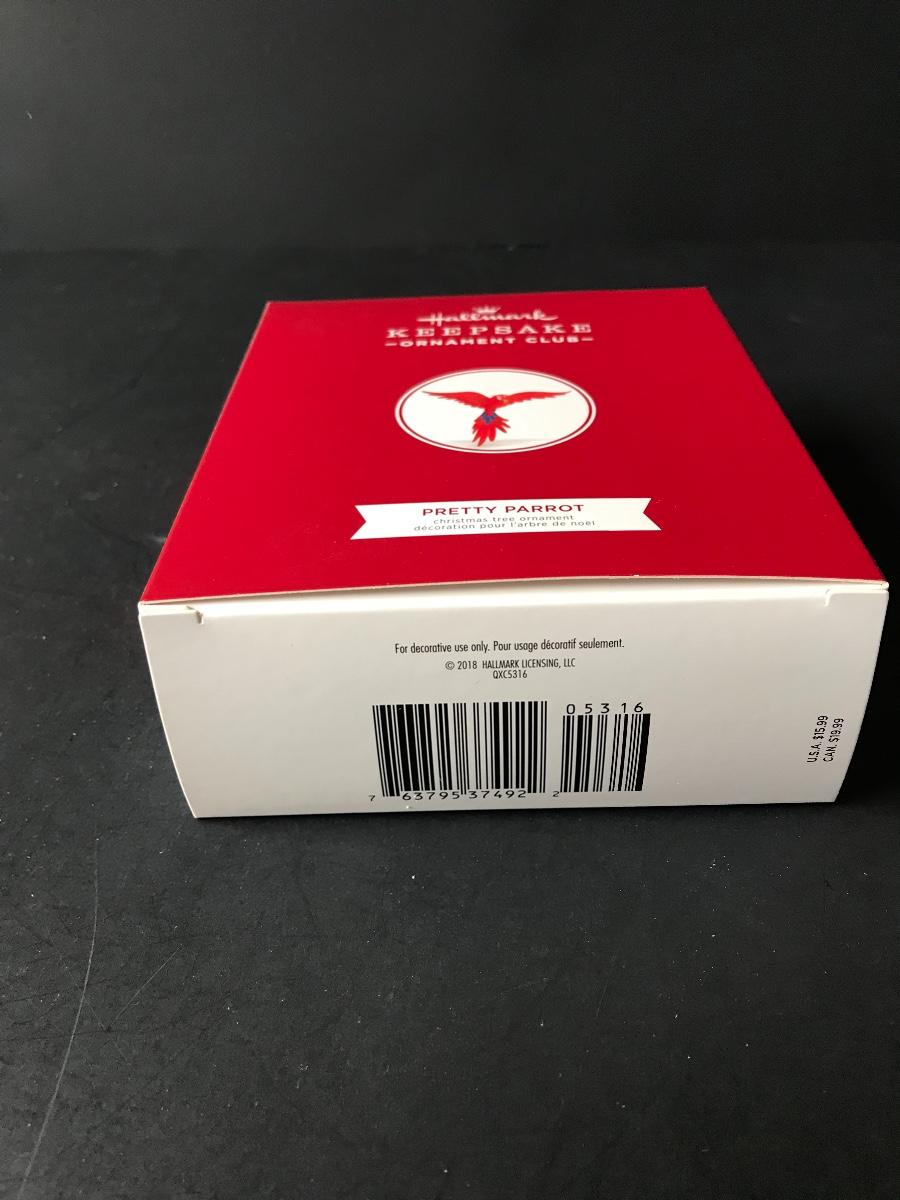 Hallmark
KEEPSAKE
–ORNAMENT CLUB–
PRETTY PARROT
christmas tree ornament
décoration pour l'arbre de noël
For decorative use only. Pour usage décoratif seulement.
© 2018 HALLMARK LICENSING, LLC
QXC5316
05316
7 63795 37492 2
U.S.A. $15.99
CAN. $19.99